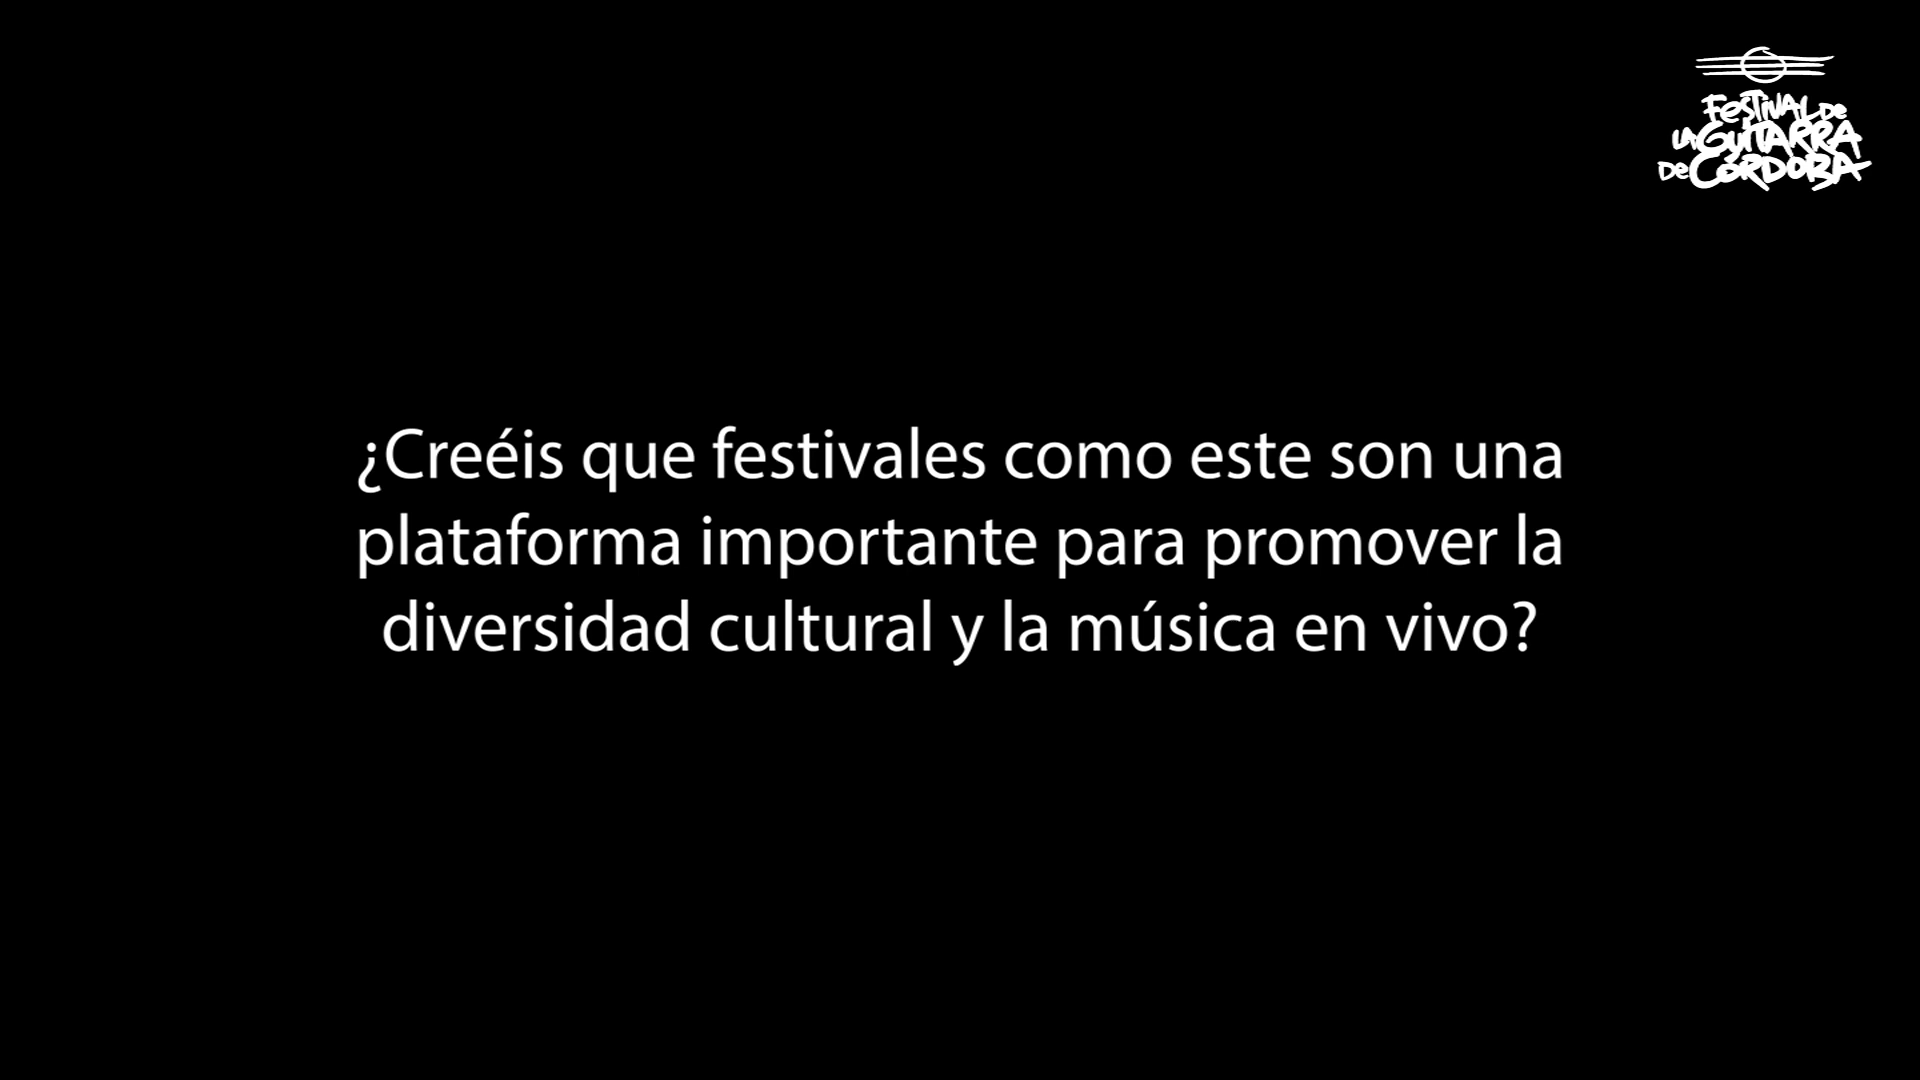 FESTIVAL DE
LA GUITARRA
DE CÓRDOBA
¿Creéis que festivales como este son una
plataforma importante para promover la
diversidad cultural y la música en vivo?